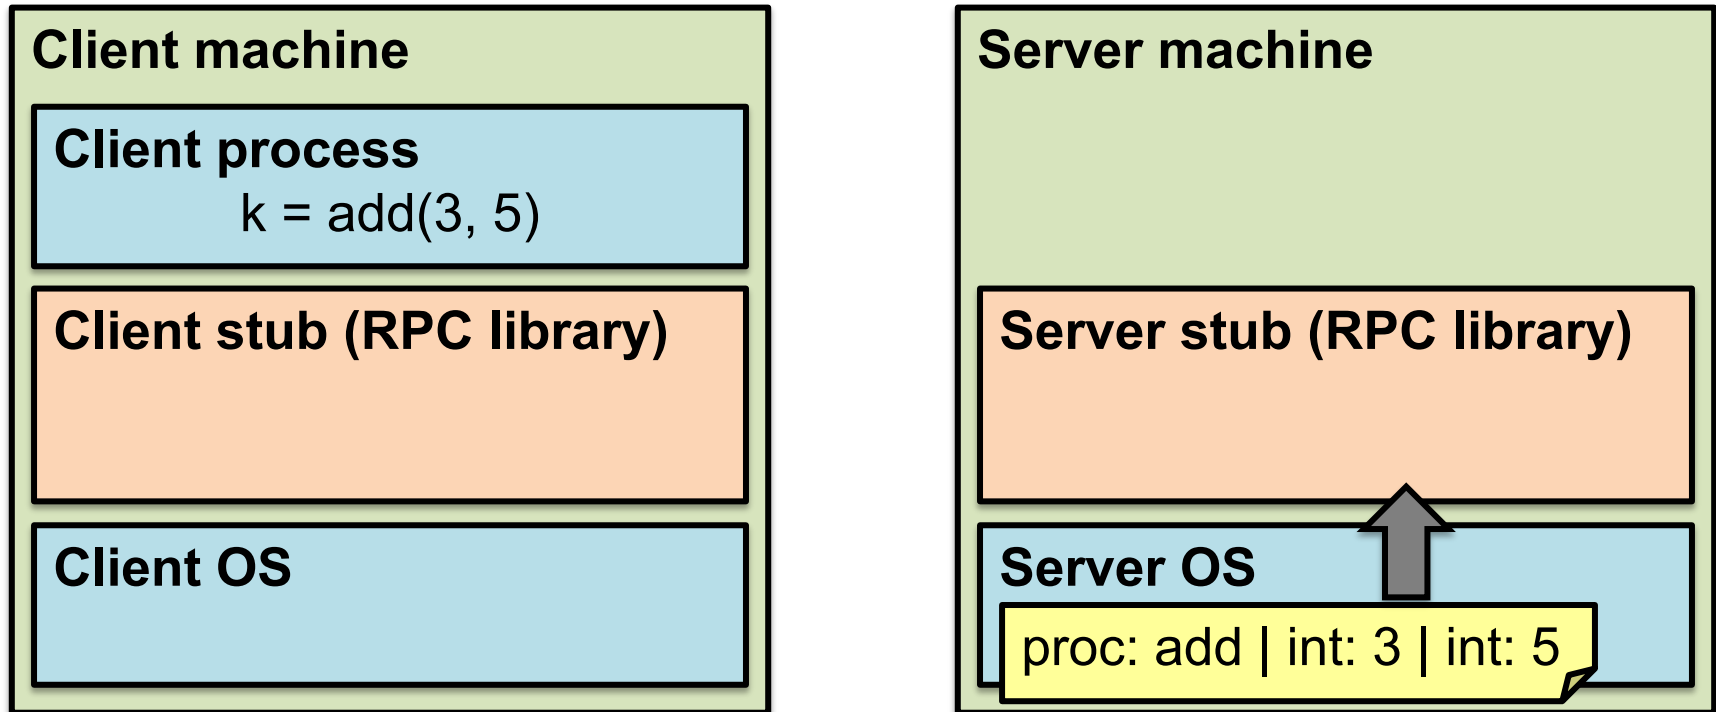 Client machine
Client process
k = add(3, 5)
Client stub (RPC library)
Client OS
Server machine
Server stub (RPC library)
Server OS
proc: add | int: 3 | int: 5